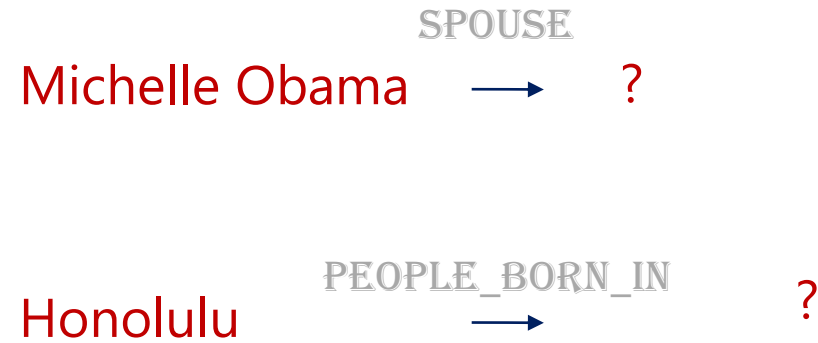 SPOUSE
Michelle Obama → ?
PEOPLE_BORN_IN
Honolulu → ?